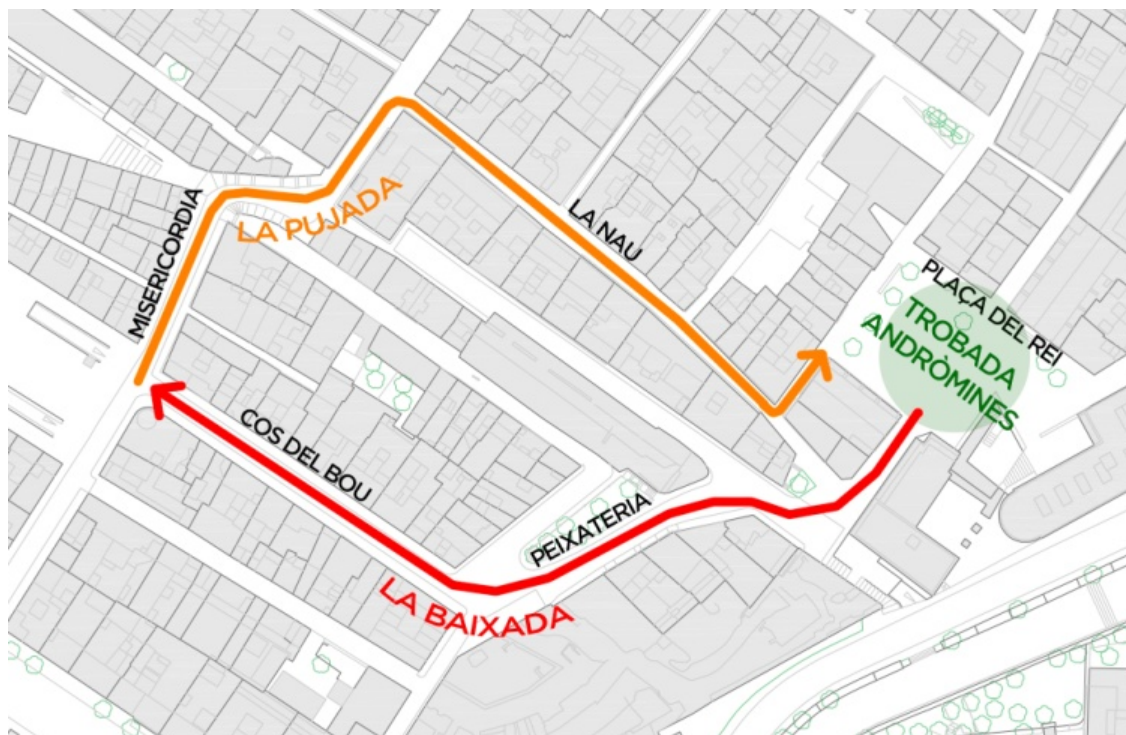 MISERICORDIA
LA PUJADA
LA NAU
PLAÇA DEL REI
TROBADA
ANDRÒMINES
COS DEL BOU
PEIXATERIA
LA BAIXADA